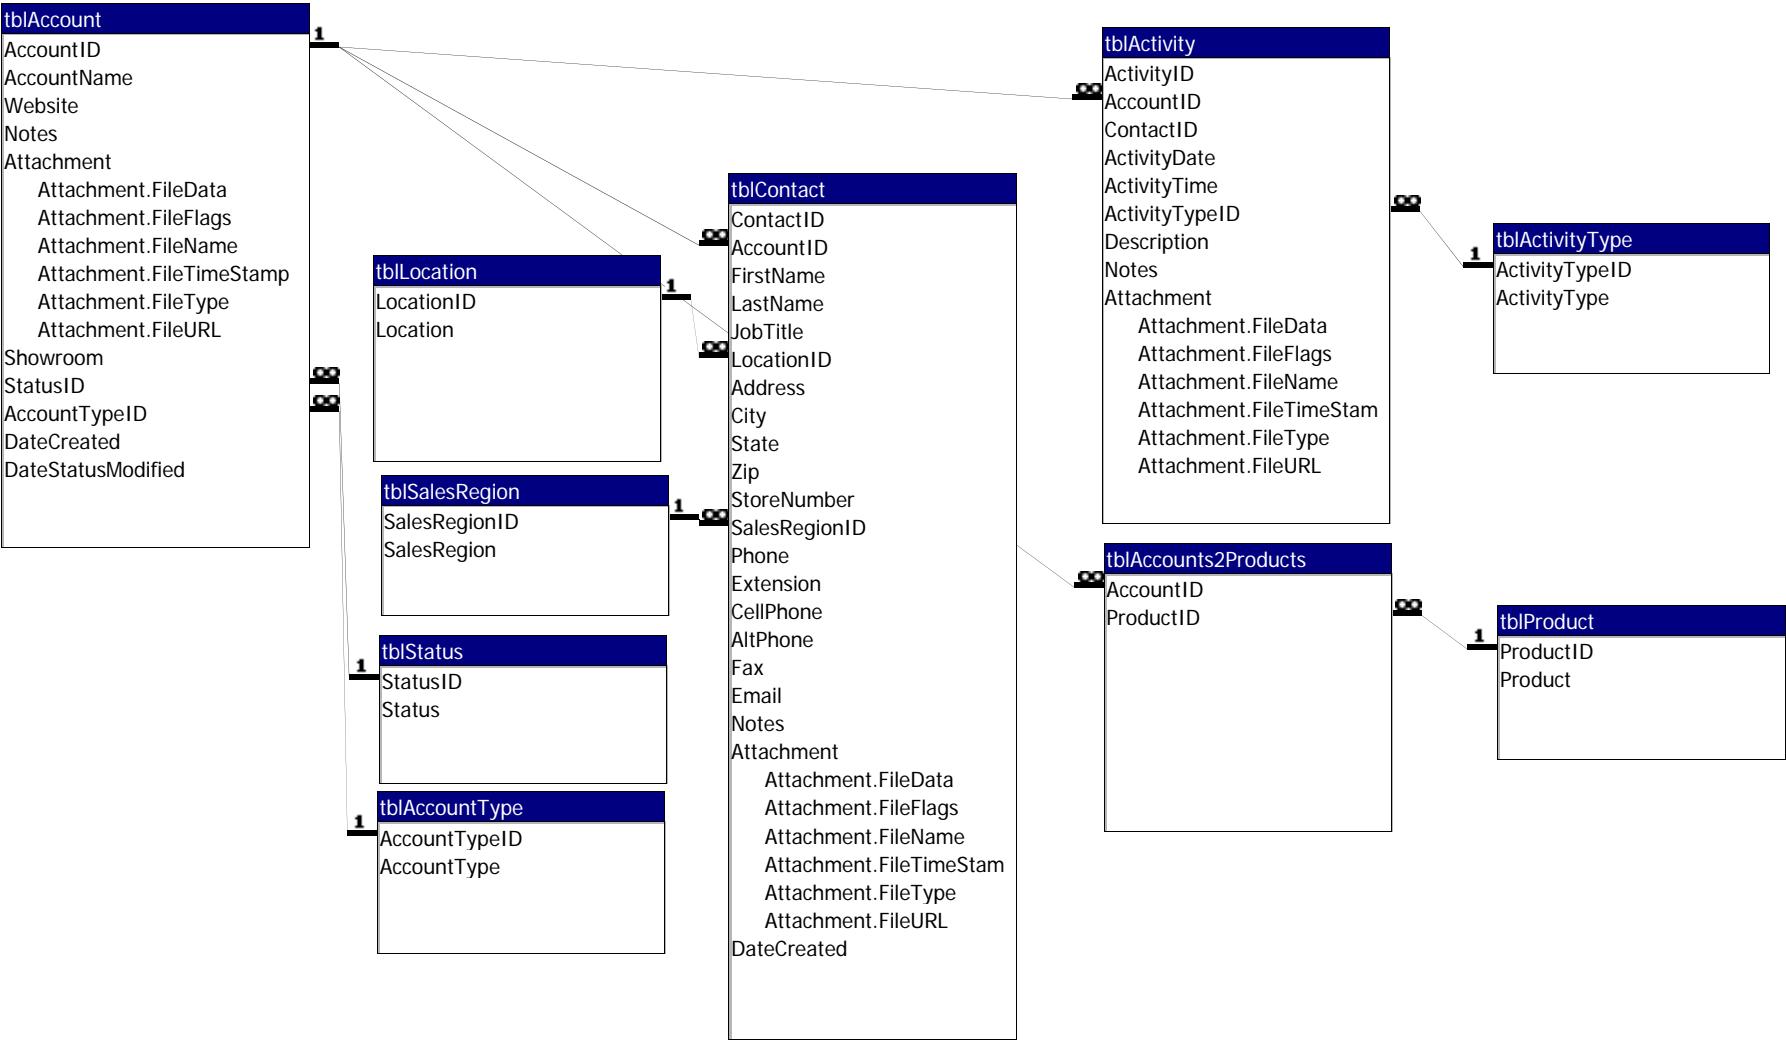 tblAccount
AccountID
AccountName
Website
Notes
Attachment
Attachment.FileData
Attachment.FileFlags
Attachment.FileName
Attachment.FileTimeStamp
Attachment.FileType
Attachment.FileURL
Showroom
StatusID
AccountTypeID
DateCreated
DateStatusModified
1
∞
∞
tblLocation
LocationID
Location
1
tblSalesRegion
SalesRegionID
SalesRegion
1
tblStatus
StatusID
Status
1
tblAccountType
AccountTypeID
AccountType
1
tblContact
ContactID
AccountID
FirstName
LastName
JobTitle
LocationID
Address
City
State
Zip
StoreNumber
SalesRegionID
Phone
Extension
CellPhone
AltPhone
Fax
Email
Notes
Attachment
Attachment.FileData
Attachment.FileFlags
Attachment.FileName
Attachment.FileTimeStam
Attachment.FileType
Attachment.FileURL
DateCreated
∞
∞
∞
tblActivity
ActivityID
AccountID
ContactID
ActivityDate
ActivityTime
ActivityTypeID
Description
Notes
Attachment
Attachment.FileData
Attachment.FileFlags
Attachment.FileName
Attachment.FileTimeStam
Attachment.FileType
Attachment.FileURL
∞
∞
tblActivityType
ActivityTypeID
ActivityType
1
tblAccounts2Products
AccountID
ProductID
∞
∞
tblProduct
ProductID
Product
1